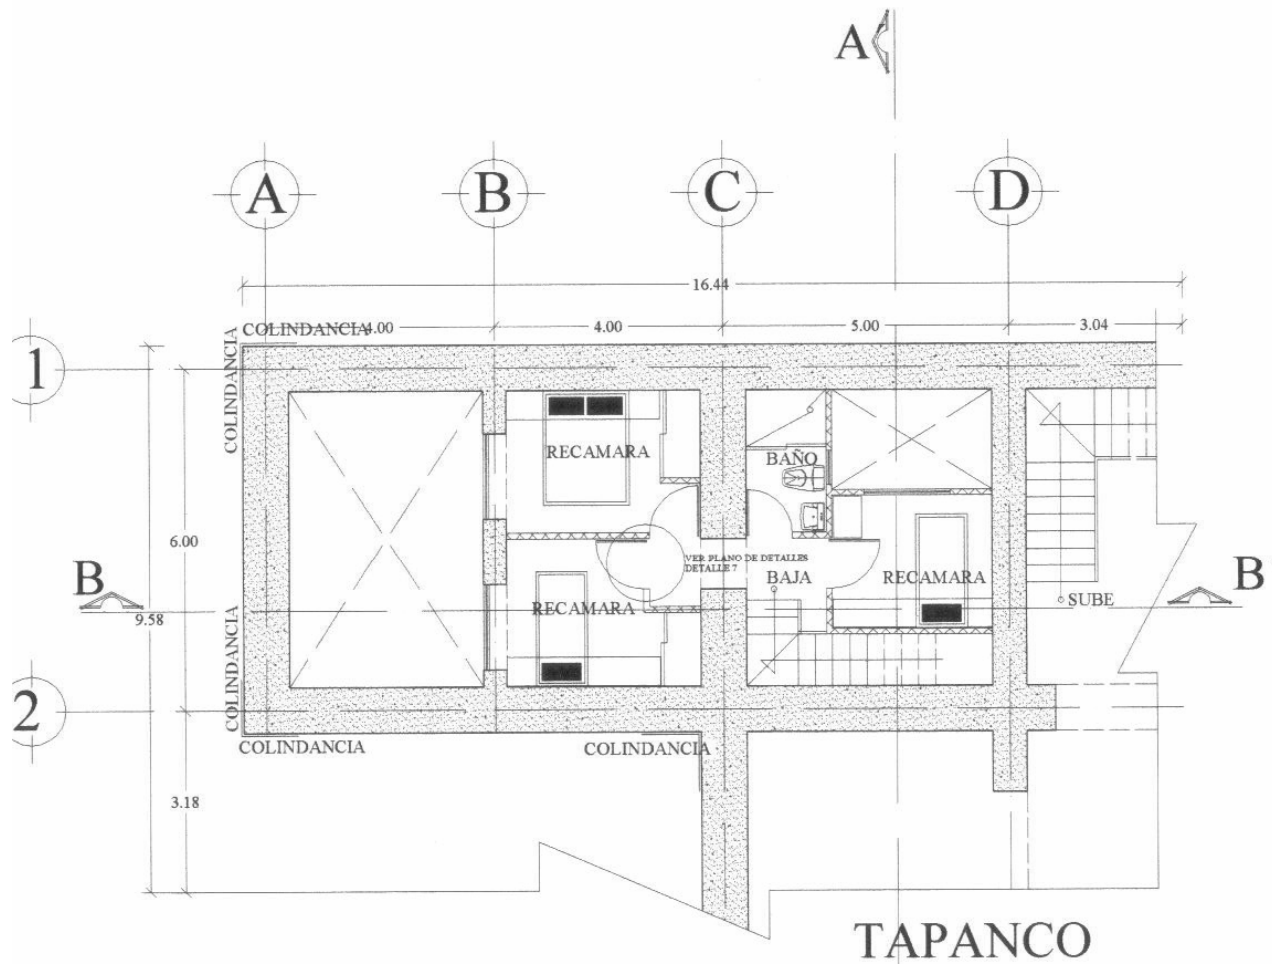 A
A
B
C
D
16.44
COLINDANCIA
4.00
4.00
5.00
3.04
1
COLINDANCIA
RECAMARA
BAÑO
6.00
VER PLANO DE DETALLES
DETALLE 7
B
BAJA
RECAMARA
B
RECAMARA
SUBE
9.58
COLINDANCIA
2
COLINDANCIA
COLINDANCIA
3.18
TAPANCO